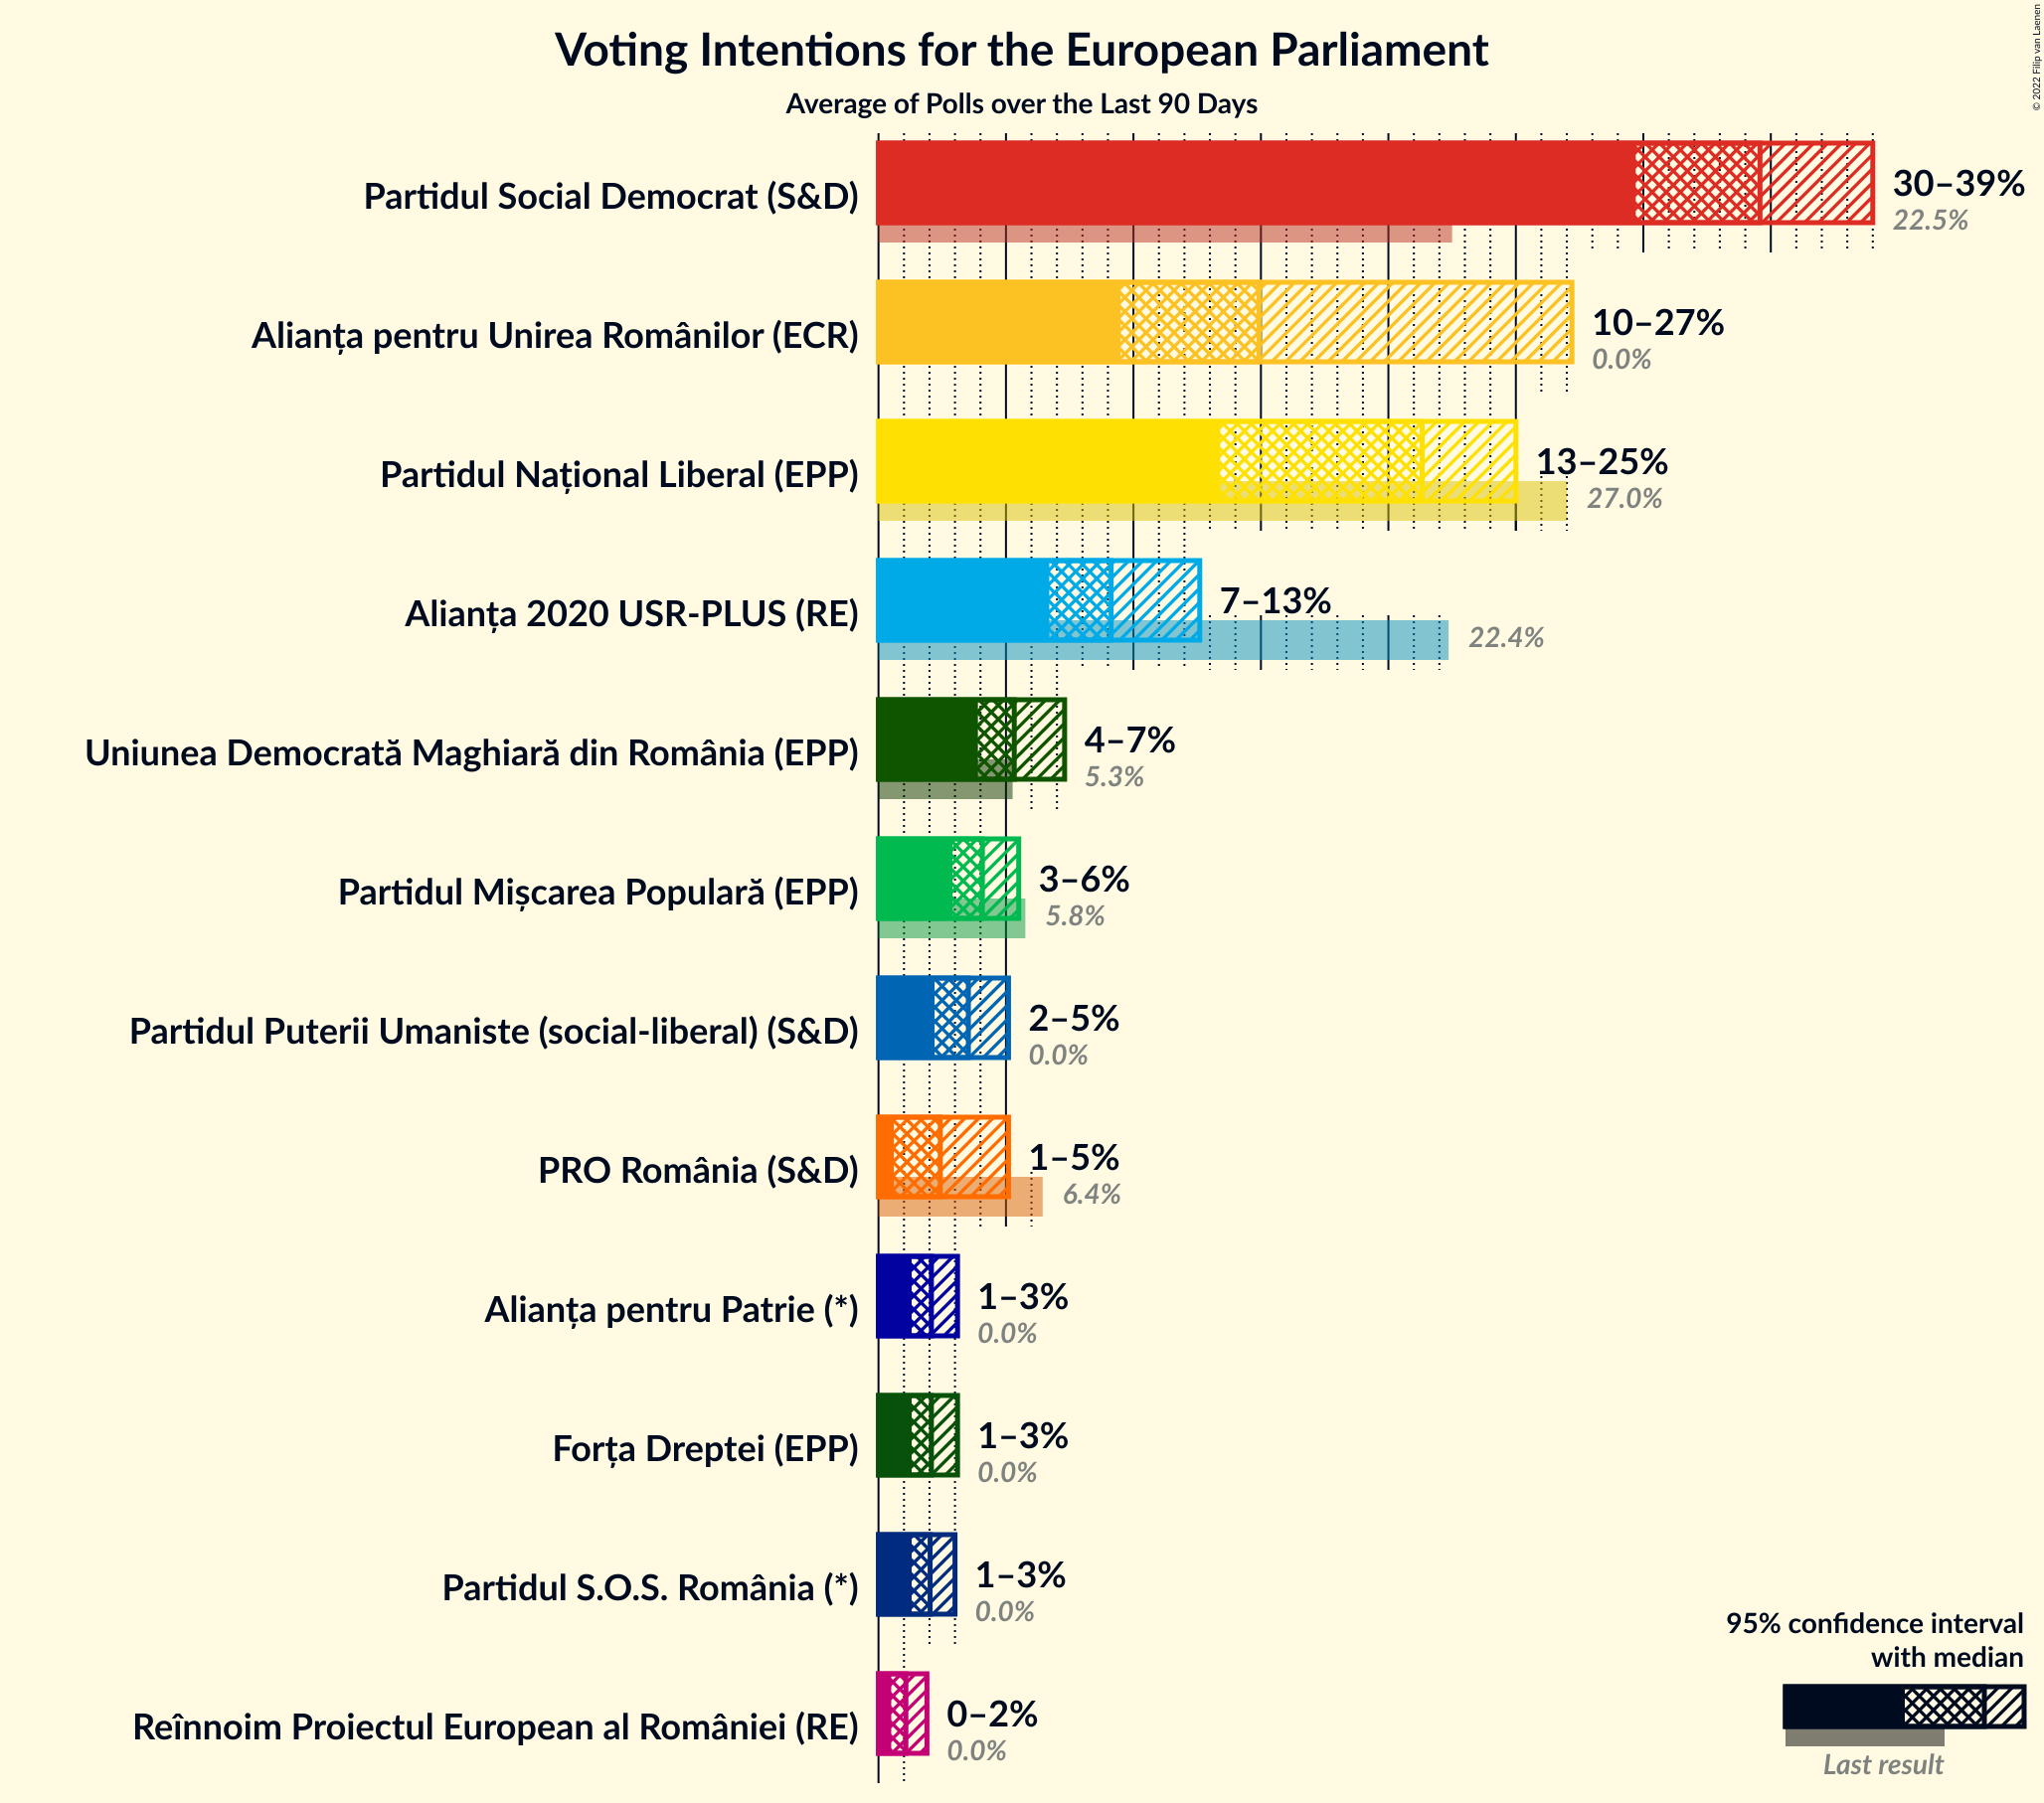 Voting Intentions for the European Parliament
Average of Polls over the Last 90 Days
© 2022 Filip van Laenen
Partidul Social Democrat (S&D)
30–39%
22.5%
Alianța pentru Unirea Românilor (ECR)
10–27%
0.0%
Partidul Național Liberal (EPP)
13–25%
27.0%
Alianța 2020 USR-PLUS (RE)
7–13%
22.4%
Uniunea Democrată Maghiară din România (EPP)
4–7%
5.3%
Partidul Mișcarea Populară (EPP)
3–6%
5.8%
Partidul Puterii Umaniste (social-liberal) (S&D)
2–5%
0.0%
PRO România (S&D)
1–5%
6.4%
Alianța pentru Patrie (*)
1–3%
0.0%
Forța Dreptei (EPP)
1–3%
0.0%
Partidul S.O.S. România (*)
1–3%
0.0%
Reînnoim Proiectul European al României (RE)
0–2%
0.0%
95% confidence interval
with median
Last result